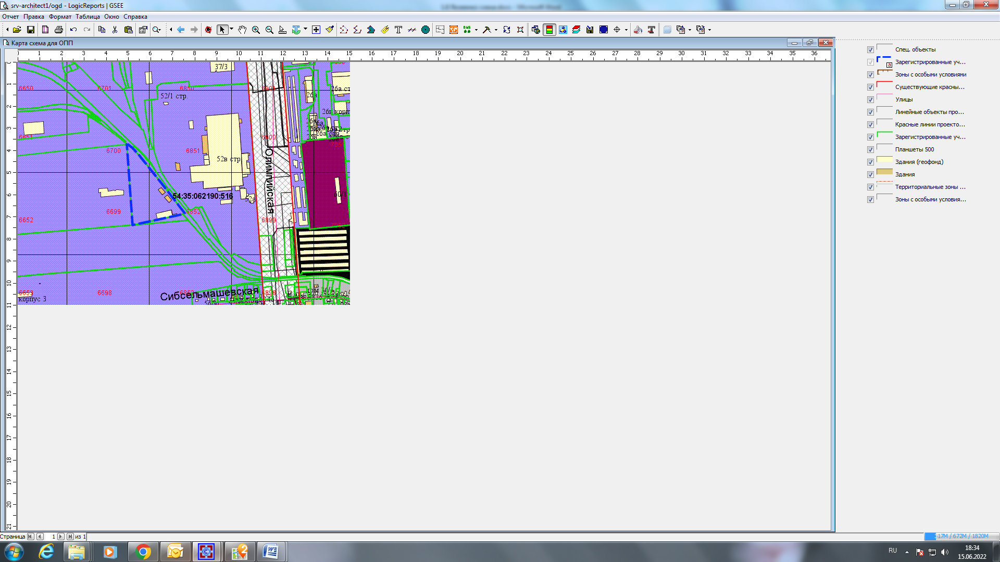 srv-architect1/ogd - LogicReports | GSEE
Отчет Правка Формат Таблица Окно Справка
Карта схема для ОПП
0 1 2 3 4 5 6 7 8 9 10 11 12 13 14 15 16 17 18 19 20 21 22 23 24 25 26 27 28 29 30 31 32 33 34 35 36
0 1 2 3 4 5 6 7 8 9 10 11 12 13 14 15 16 17 18 19 20 21
37/3
6650 6701 6850 6901
52/1 стр.
26а
26а ст
26в корп
6651 6900
6700 6851
52в стр.
Олимпийская
54:35:062190:516
52а
60/1
6699 6852
6652 6899
6653 6698
корпус 3
Сибсельмашевская
Спец. объекты
Зарегистрированные уч...
Зоны с особыми условиями
Существующие красны...
Улицы
Линейные объекты про...
Красные линии проекто...
Зарегистрированные уч...
Планшеты 500
Здания (геофонд)
Здания
Территориальные зоны ...
Зоны с особыми условия...
Страница 1 из 1
317M / 672M / 1820M
RU
18:34
15.06.2022